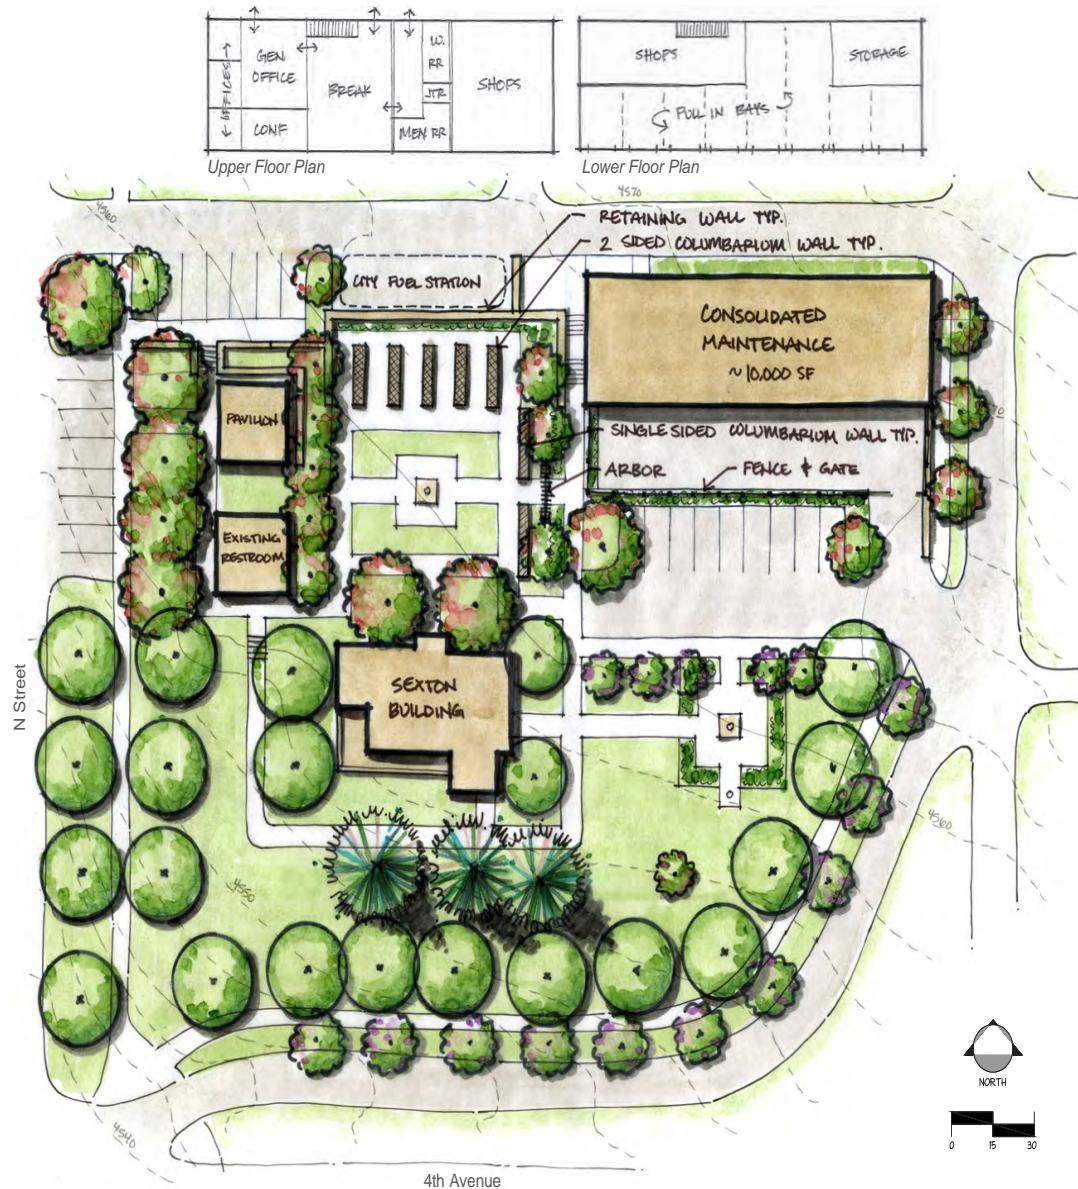 OFFICES
GEN
OFFICE
CONF
BREAK
W.
RR
JTR
MEN RR
SHOPS
Upper Floor Plan
SHOPS
STORAGE
PULL IN BAYS
Lower Floor Plan
4560
4570
RETAINING WALL TYP.
2 SIDED COLUMBARIUM WALL TYP.
CITY FUEL STATION
CONSOLIDATED
MAINTENANCE
~10,000 SF
PAVILION
SINGLE SIDED COLUMBARIUM WALL TYP.
ARBOR
FENCE & GATE
EXISTING
RESTROOM
N Street
SEXTON
BUILDING
4560
4550
NORTH
0 15 30
4540
4th Avenue